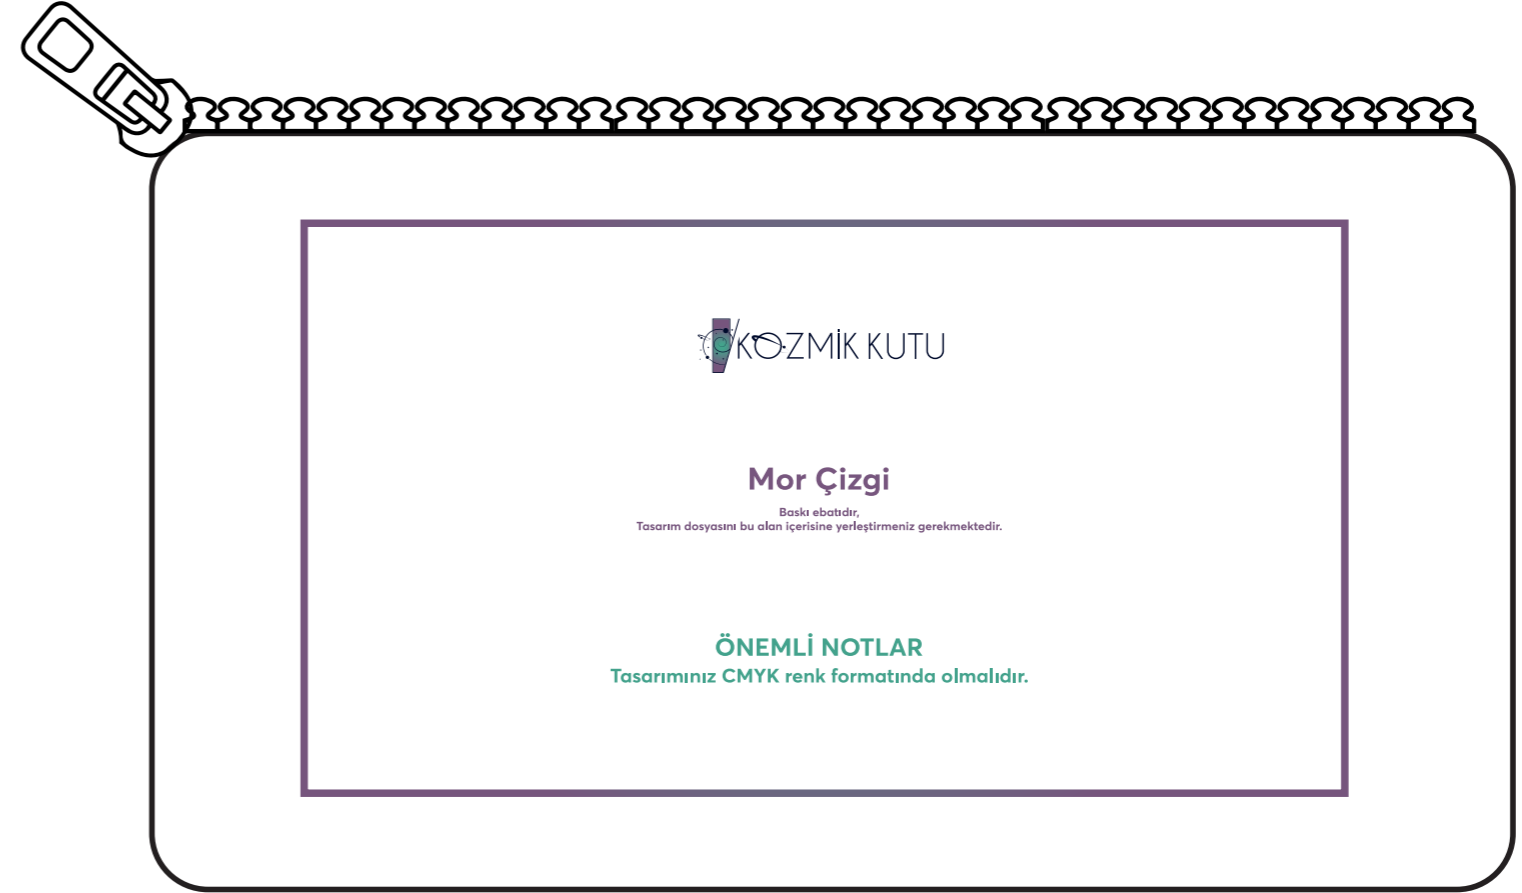 KOZMİK KUTU
Mor Çizgi
Baskı ebatıdır,
Tasarım dosyasını bu alan içerisine yerleştirmeniz gerekmektedir.
ÖNEMLİ NOTLAR
Tasarımınız CMYK renk formatında olmalıdır.